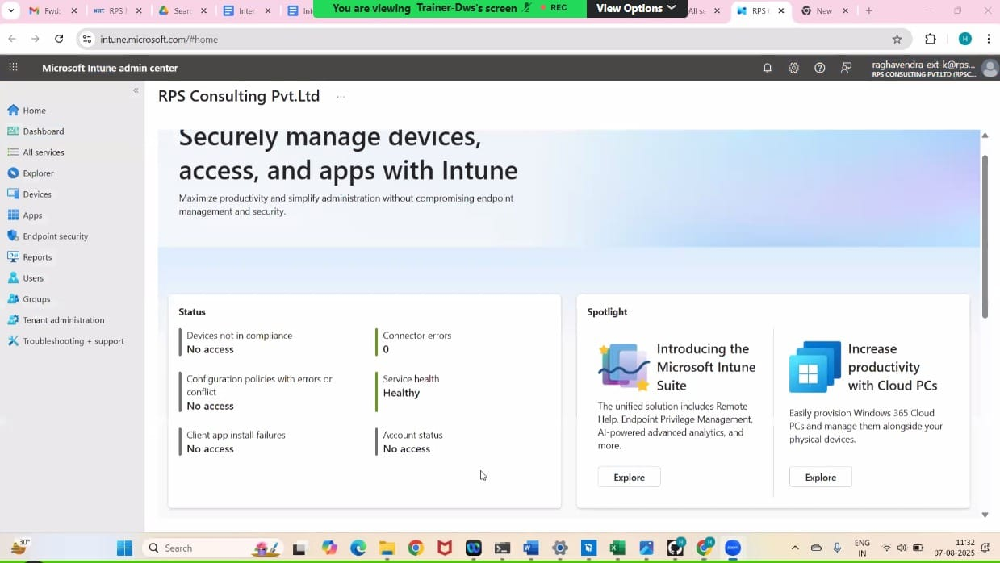 Fwd:
NIIT RPS
Searc
Inter
Int
You are viewing Trainer-Dws's screen
REC
View Options
All se
RPS
New
intune.microsoft.com/#home
H
Microsoft Intune admin center
raghavendra-ext-k@rps...
RPS CONSULTING PVT.LTD (RPSC...
RPS Consulting Pvt.Ltd ...
Home
Dashboard
All services
Explorer
Devices
Apps
Endpoint security
Reports
Users
Groups
Tenant administration
Troubleshooting + support
Securely manage devices,
access, and apps with Intune
Maximize productivity and simplify administration without compromising endpoint
management and security.
Status
Devices not in compliance
No access
Configuration policies with errors or
conflict
No access
Client app install failures
No access
Connector errors
0
Service health
Healthy
Account status
No access
Spotlight
Introducing the
Microsoft Intune
Suite
The unified solution includes Remote
Help, Endpoint Privilege Management,
AI-powered advanced analytics, and
more.
Explore
Increase
productivity
with Cloud PCs
Easily provision Windows 365 Cloud
PCs and manage them alongside your
physical devices.
Explore
30°
Search
zoom
ENG
IN
11:32
07-08-2025